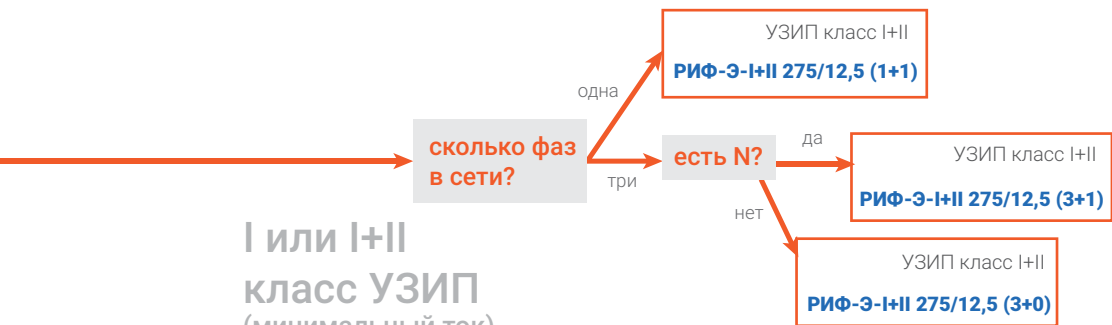 УЗИП класс I+II
РИФ-Э-I+II 275/12,5 (1+1)
одна
сколько фаз
в сети?
три
есть N?
да
УЗИП класс I+II
РИФ-Э-I+II 275/12,5 (3+1)
нет
УЗИП класс I+II
РИФ-Э-I+II 275/12,5 (3+0)
I или I+II
класс УЗИП
(минимальный ток)